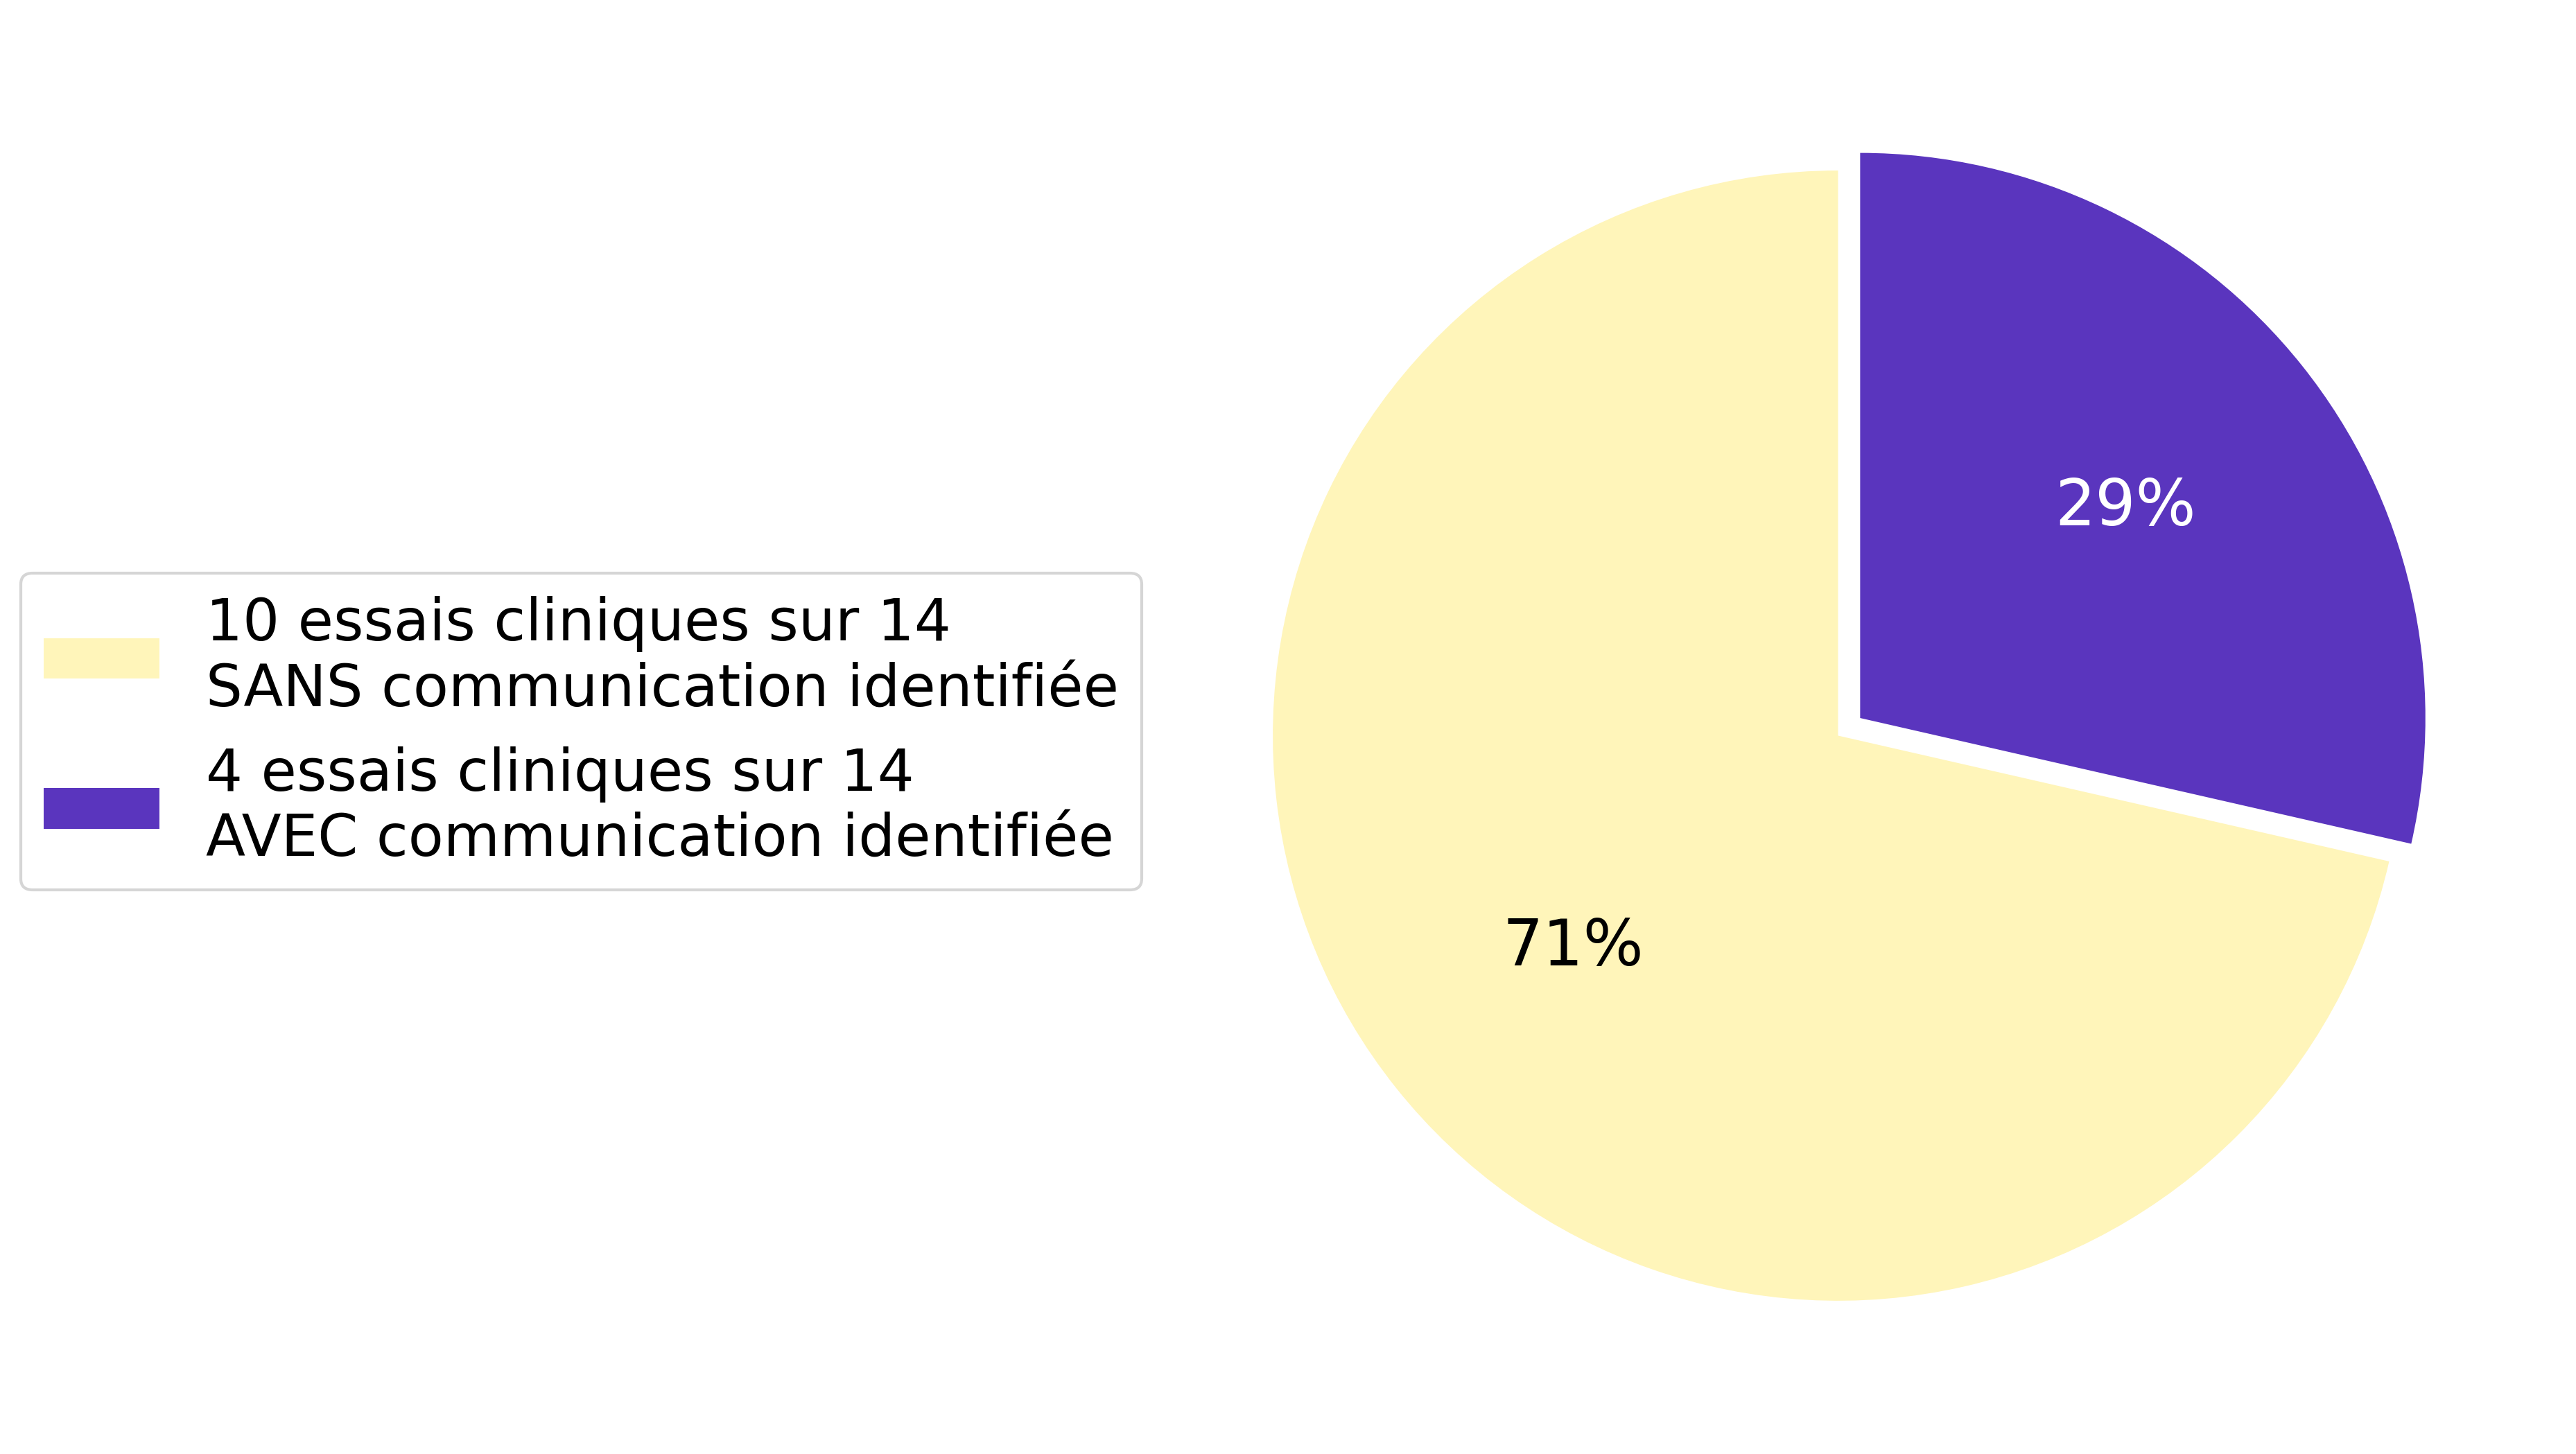 10 essais cliniques sur 14
SANS communication identifiée
4 essais cliniques sur 14
AVEC communication identifiée
29%
71%